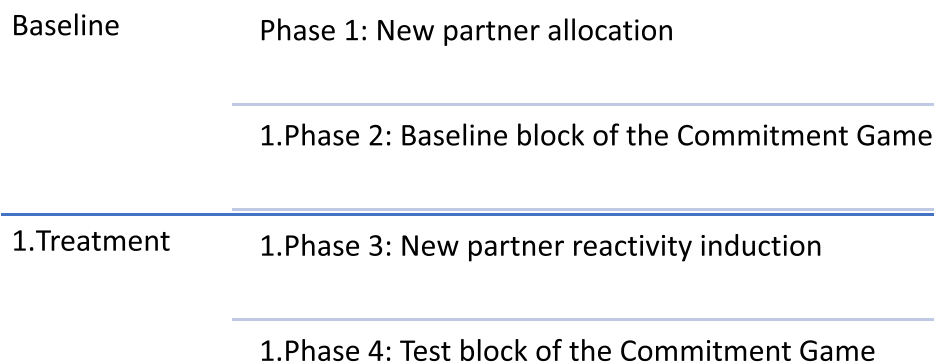 Baseline
Phase 1: New partner allocation
1.Phase 2: Baseline block of the Commitment Game
1.Treatment
1.Phase 3: New partner reactivity induction
1.Phase 4: Test block of the Commitment Game